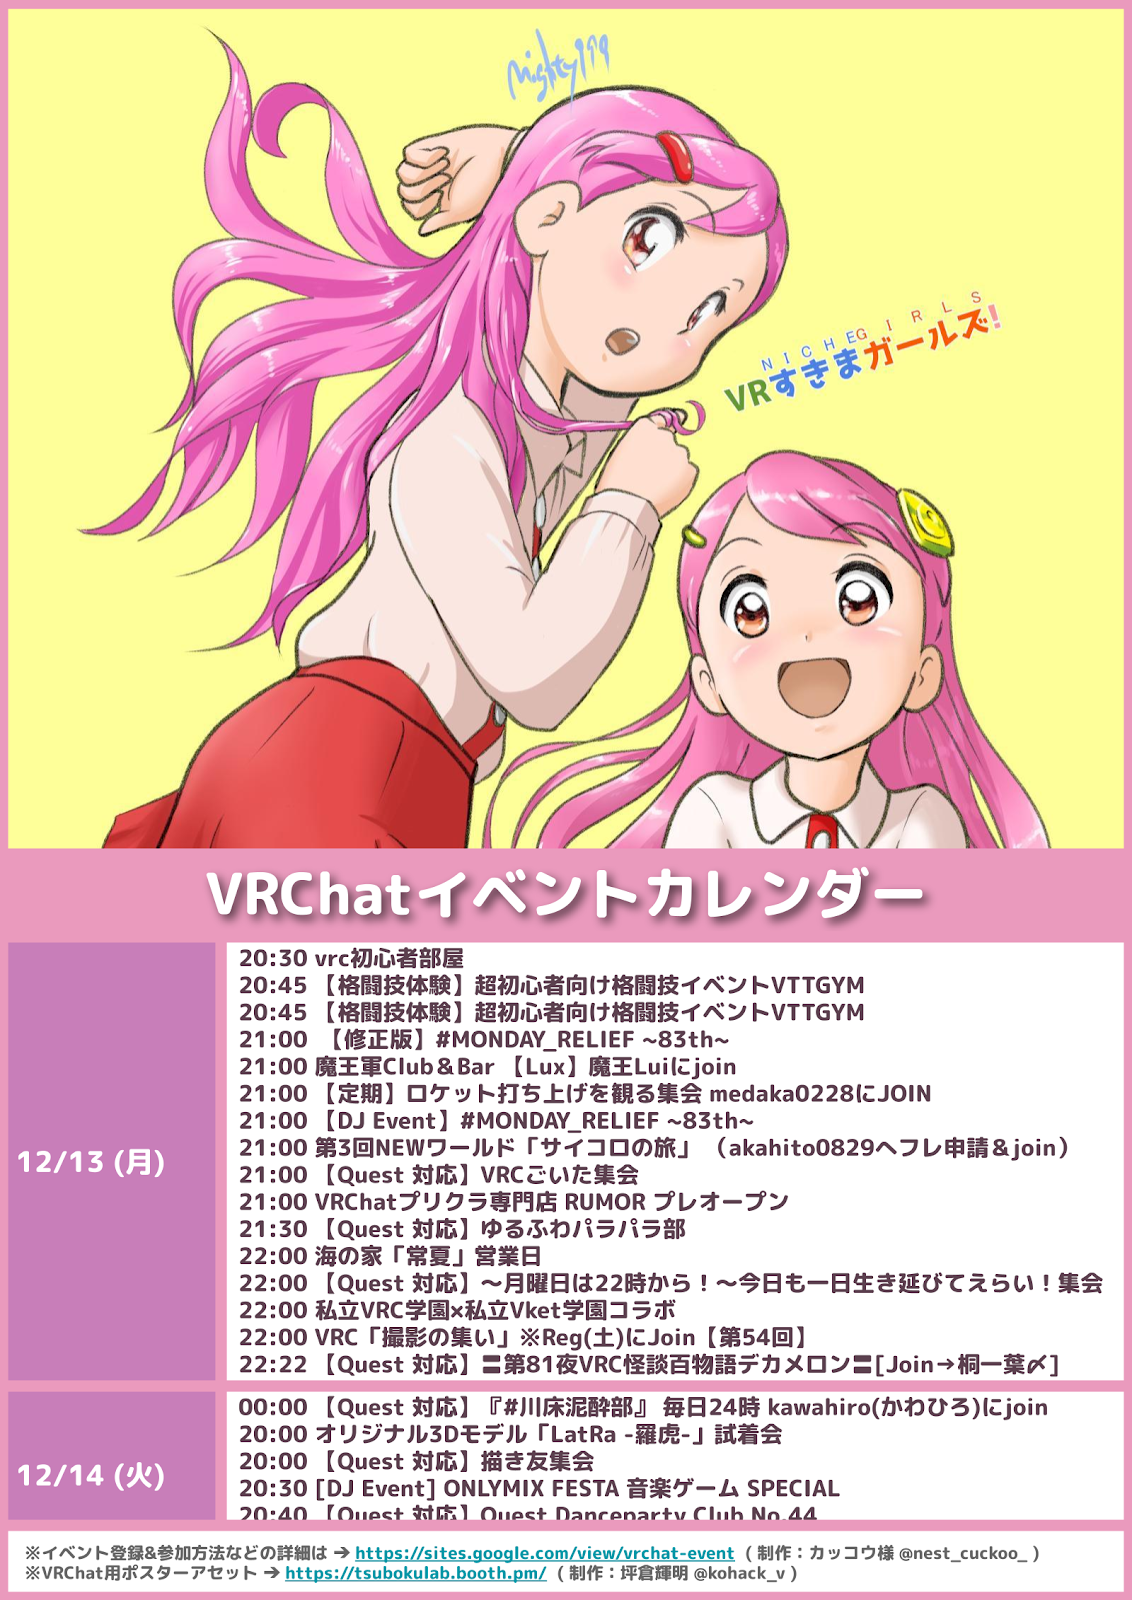 mighty199
NICHE GIRLS
VRすきまガールズ!
VRChatイベントカレンダー
12/13 (月)
20:30 vrc初心者部屋
20:45 【格闘技体験】超初心者向け格闘技イベントVTTGYM
20:45 【格闘技体験】超初心者向け格闘技イベントVTTGYM
21:00 【修正版】#MONDAY_RELIEF ~83th~
21:00 魔王軍Club＆Bar 【Lux】魔王Luiにjoin
21:00 【定期】ロケット打ち上げを観る集会 medaka0228にJOIN
21:00 【DJ Event】#MONDAY_RELIEF ~83th~
21:00 第3回NEWワールド「サイコロの旅」（akahito0829へフレ申請＆join）
21:00 【Quest 対応】VRCごいた集会
21:00 VRChatプリクラ専門店 RUMOR プレオープン
21:30 【Quest 対応】ゆるふわパラパラ部
22:00 海の家「常夏」営業日
22:00 【Quest 対応】～月曜日は22時から！～今日も一日生き延びてえらい！集会
22:00 私立VRC学園×私立Vket学園コラボ
22:00 VRC「撮影の集い」※Reg(土)にJoin【第54回】
22:22 【Quest 対応】〓第81夜VRC怪談百物語デカメロン〓[Join→桐一葉〆]
12/14 (火)
00:00 【Quest 対応】『#川床泥酔部』 毎日24時 kawahiro(かわひろ)にjoin
20:00 オリジナル3Dモデル「LatRa -羅虎-」試着会
20:00 【Quest 対応】描き友集会
20:30 [DJ Event] ONLYMIX FESTA 音楽ゲーム SPECIAL
20:40 【Quest 対応】Quest Danceparty Club No.44
※イベント登録&参加方法などの詳細は ➔ https://sites.google.com/view/vrchat-event ( 制作：カッコウ様 @nest_cuckoo_ )
※VRChat用ポスターアセット ➔ https://tsubokulab.booth.pm/ ( 制作：坪倉輝明 @kohack_v )